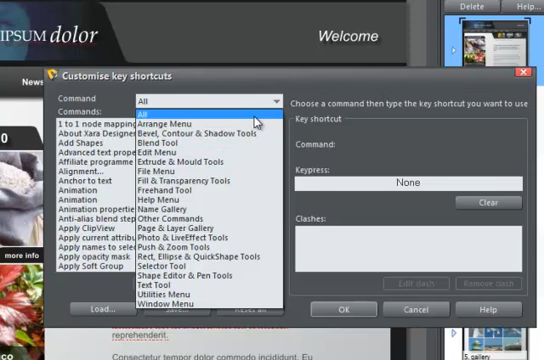 Delete
Help...
IPSUM dolor
Welcome
News
Customise key shortcuts
Command
All
Choose a command then type the key shortcut you want to use
Commands:
1 to 1 node mapping
About Xara Designer
Add Shapes
Advanced text prop
Affiliate programme
Alignment...
Anchor to text
Animation
Animation
Animation properties
Anti-alias blend step
Apply ClipView
Apply current attribu
Apply names to selec
Apply opacity mask
Apply Soft Group
All
Arrange Menu
Bevel, Contour & Shadow Tools
Blend Tool
Edit Menu
Extrude & Mould Tools
File Menu
Fill & Transparency Tools
Freehand Tool
Help Menu
Name Gallery
Other Commands
Page & Layer Gallery
Photo & LiveEffect Tools
Push & Zoom Tools
Rect, Ellipse & QuickShape Tools
Selector Tool
Shape Editor & Pen Tools
Text Tool
Utilities Menu
Window Menu
Key shortcut
Command:
Keypress:
None
Clear
Clashes:
Edit clash
Remove clash
Load...
Save...
Reset all
OK
Cancel
Help
more info
reprehenderit.
Consectetur tempor dolor commodo incididunt. Eu
5. gallery